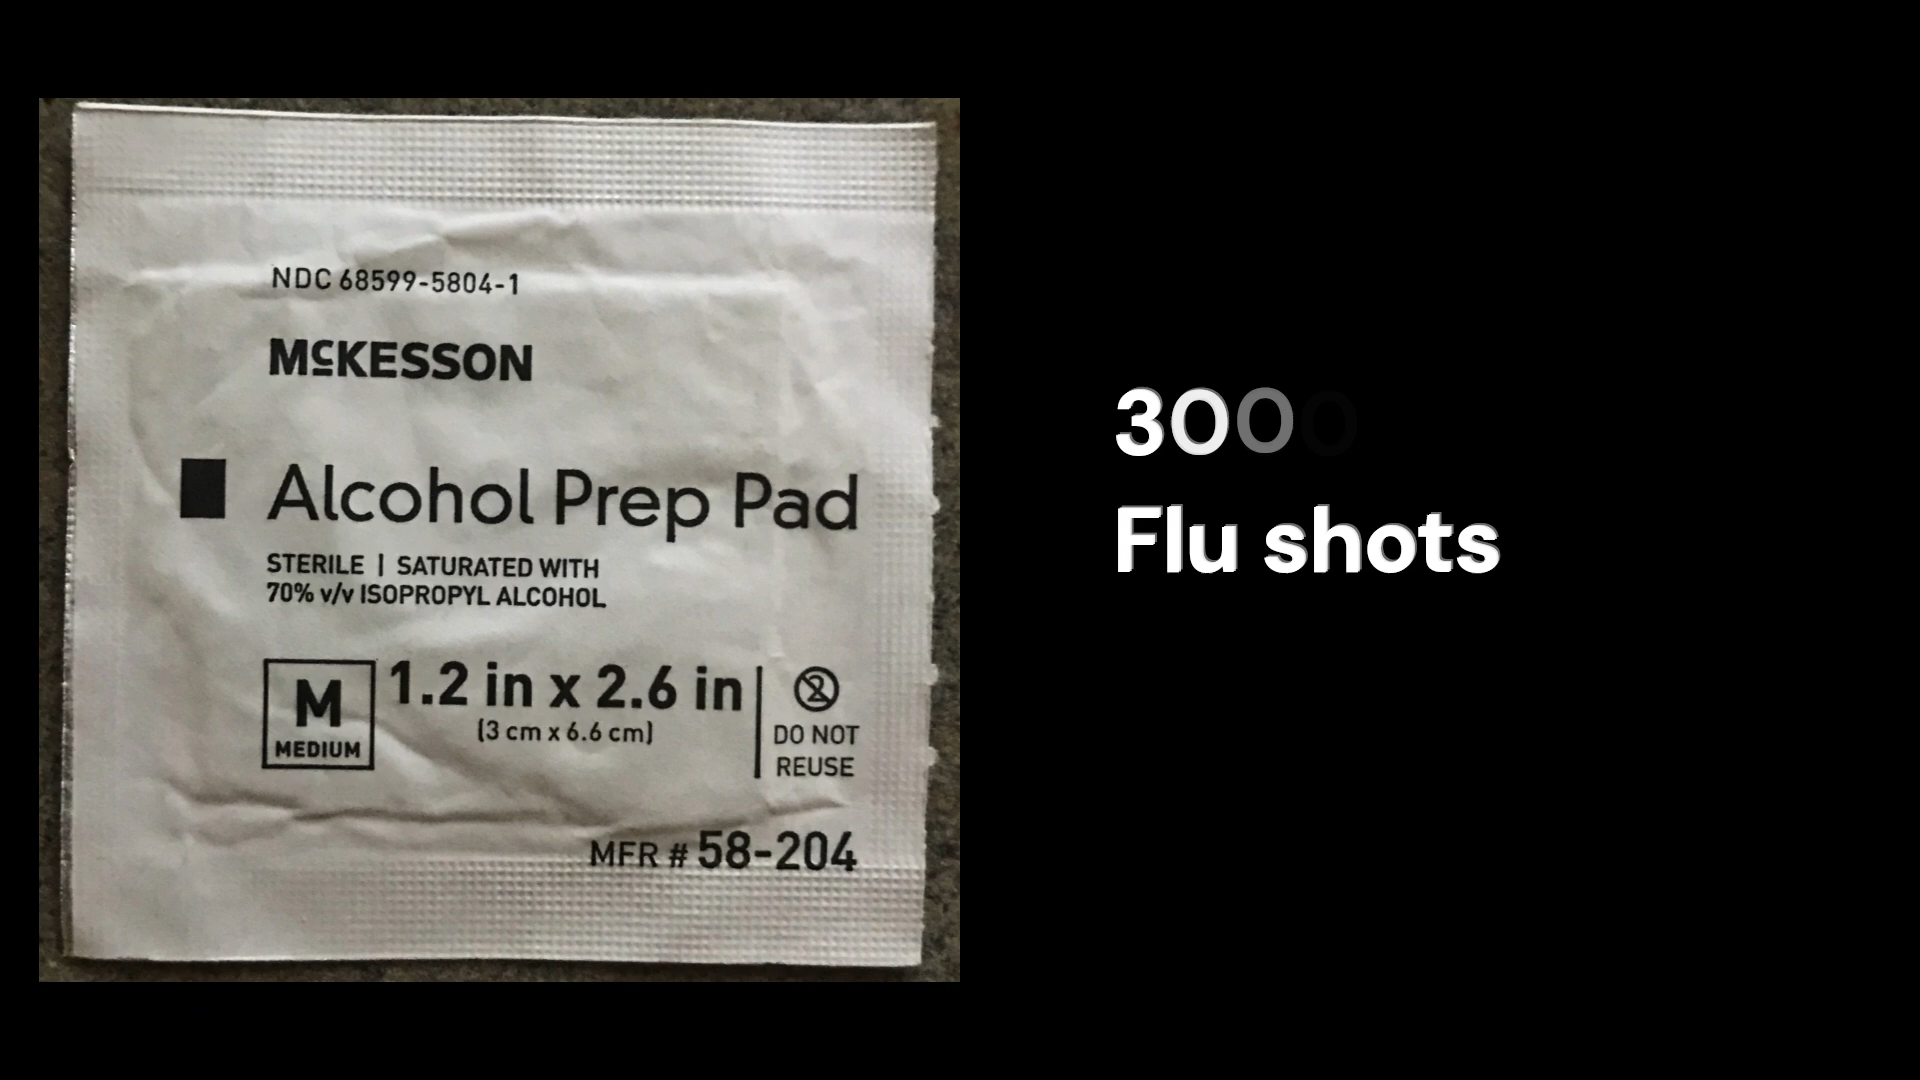 NDC 68599-5804-1
McKESSON
Alcohol Prep Pad
STERILE | SATURATED WITH
70% v/v ISOPROPYL ALCOHOL
M
MEDIUM
1.2 in x 2.6 in
(3 cm x 6.6 cm)
2
DO NOT
REUSE
MFR # 58-204
3000
Flu shots